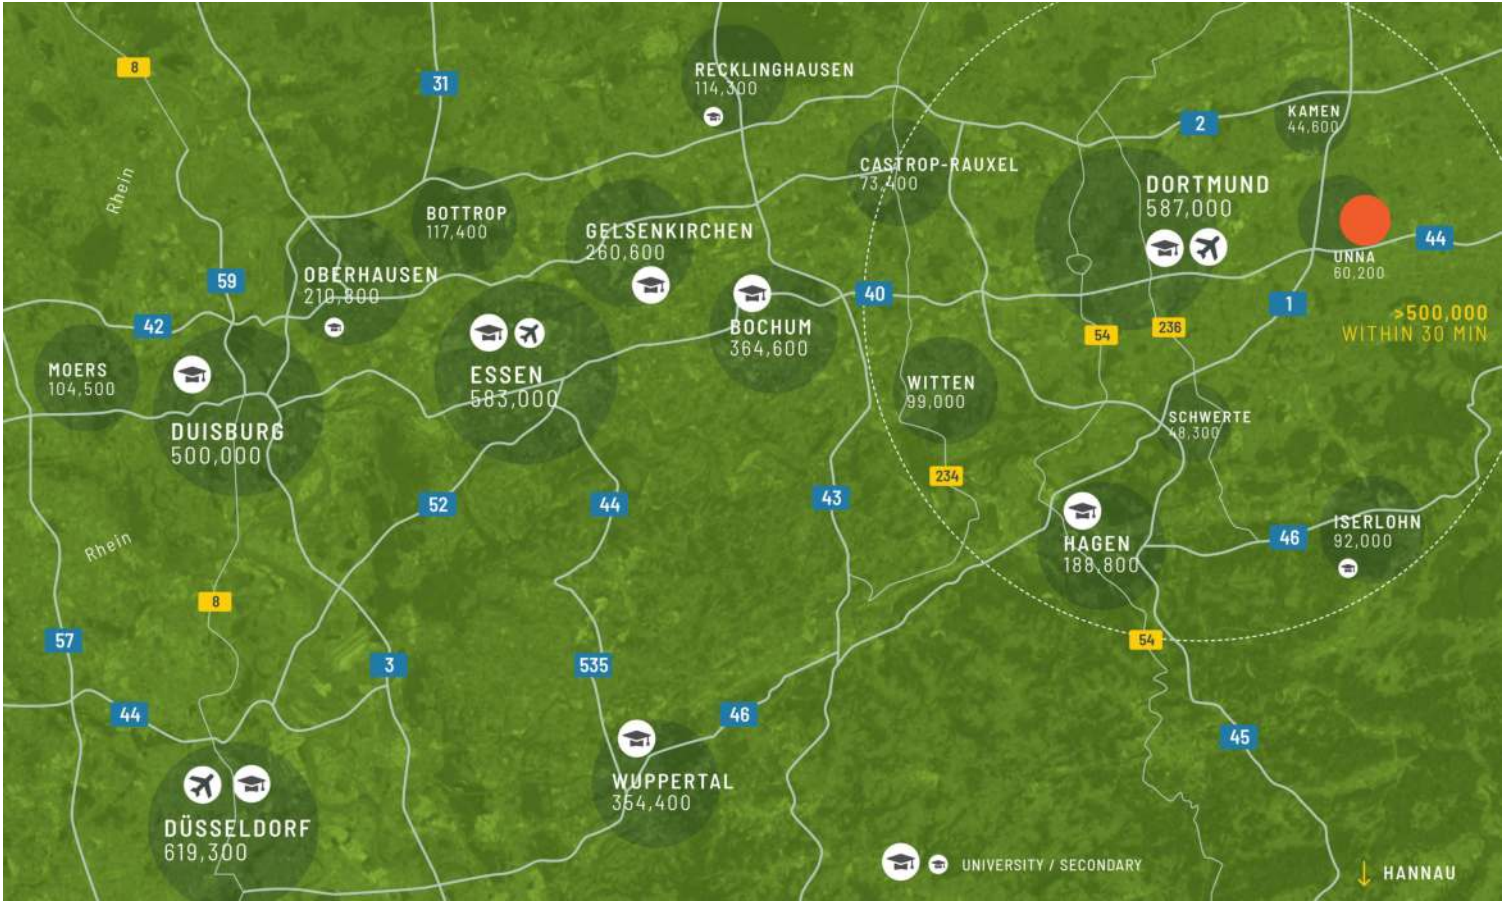 8
31
RECKLINGHAUSEN
114,300
2
KAMEN
44,600
Rhein
CASTROP-RAUXEL
73,400
DORTMUND
587,000
BOTTROP
117,400
GELSENKIRCHEN
260,600
44
UNNA
60,200
59
OBERHAUSEN
210,800
40
1
>500,000
WITHIN 30 MIN
42
BOCHUM
364,600
54
236
MOERS
104,500
ESSEN
583,000
WITTEN
99,000
DUISBURG
500,000
SCHWERTE
48,300
234
52
44
43
Rhein
HAGEN
188.800
46
ISERLOHN
92,000
8
57
3
535
54
44
46
45
DÜSSELDORF
619,300
WUPPERTAL
354,400
UNIVERSITY / SECONDARY
HANNAU